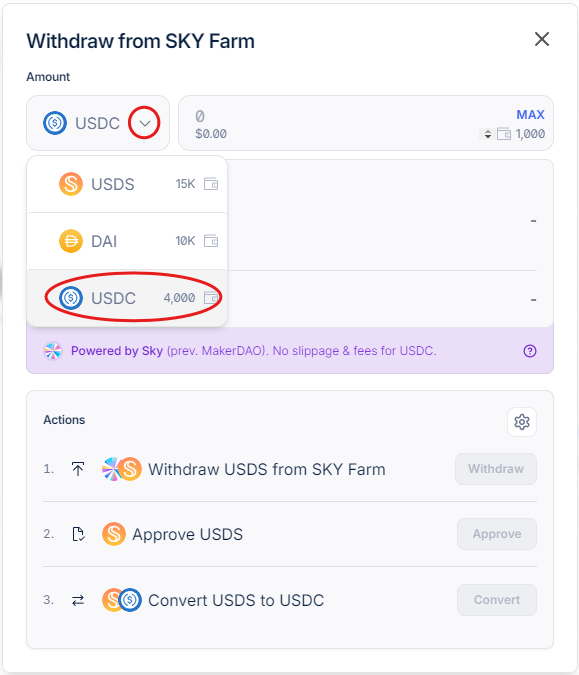 Withdraw from SKY Farm
Amount
USDC
0
MAX
$0.00
1,000
USDS 15K
-
DAI 10K
USDC 4,000
-
Powered by Sky (prev. MakerDAO). No slippage & fees for USDC.
Actions
1. Withdraw USDS from SKY Farm Withdraw
2. Approve USDS Approve
3. Convert USDS to USDC Convert